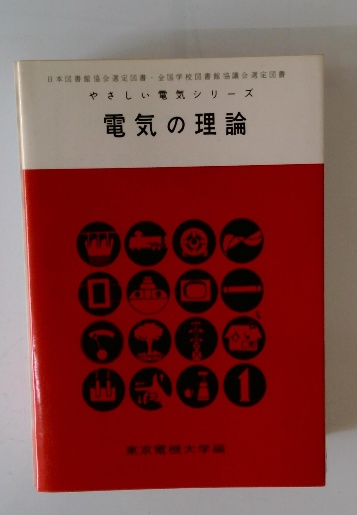 日本図書館協会選定図書・全国学校図書館協議会選定図書
やさしい電気シリーズ
電気の理論
1
東京電機大学編